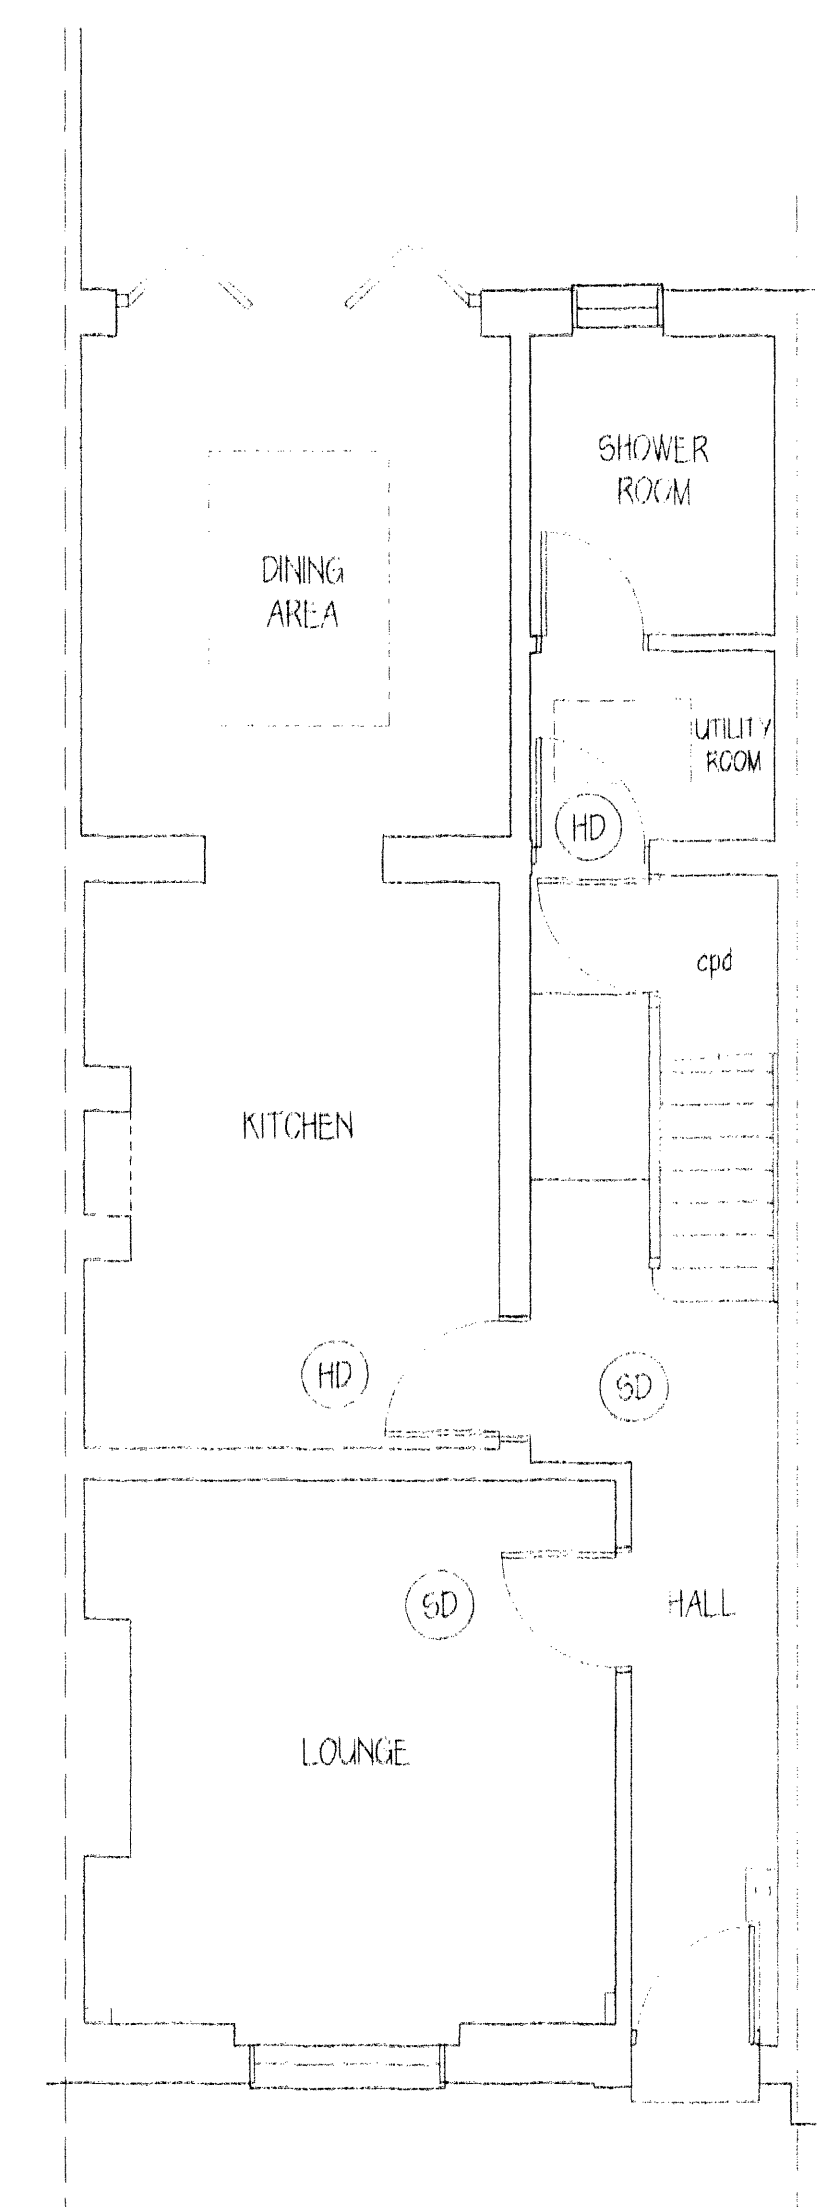 SHOWER
ROOM
DINING
AREA
UTILITY
ROOM
HD
cpd
KITCHEN
HD
SD
SD
HALL
LOUNGE